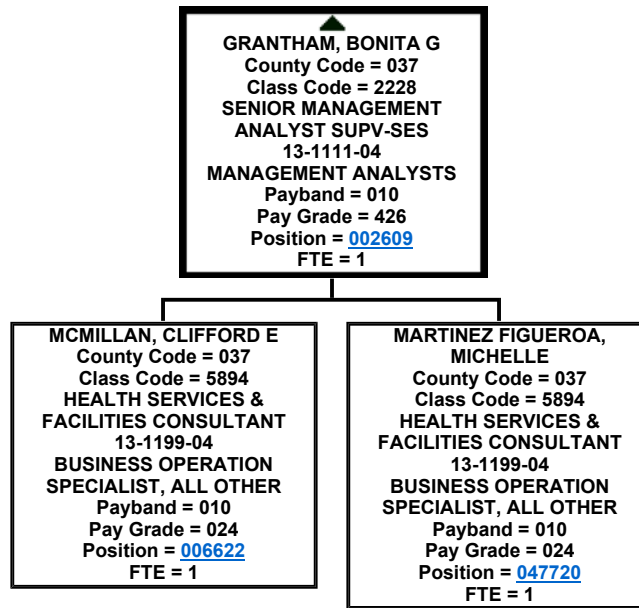 GRANTHAM, BONITA G
County Code = 037
Class Code = 2228
SENIOR MANAGEMENT
ANALYST SUPV-SES
13-1111-04
MANAGEMENT ANALYSTS
Payband = 010
Pay Grade = 426
Position = 002609
FTE = 1
MCMILLAN, CLIFFORD E
County Code = 037
Class Code = 5894
HEALTH SERVICES &
FACILITIES CONSULTANT
13-1199-04
BUSINESS OPERATION
SPECIALIST, ALL OTHER
Payband = 010
Pay Grade = 024
Position = 006622
FTE = 1
MARTINEZ FIGUEROA,
MICHELLE
County Code = 037
Class Code = 5894
HEALTH SERVICES &
FACILITIES CONSULTANT
13-1199-04
BUSINESS OPERATION
SPECIALIST, ALL OTHER
Payband = 010
Pay Grade = 024
Position = 047720
FTE = 1